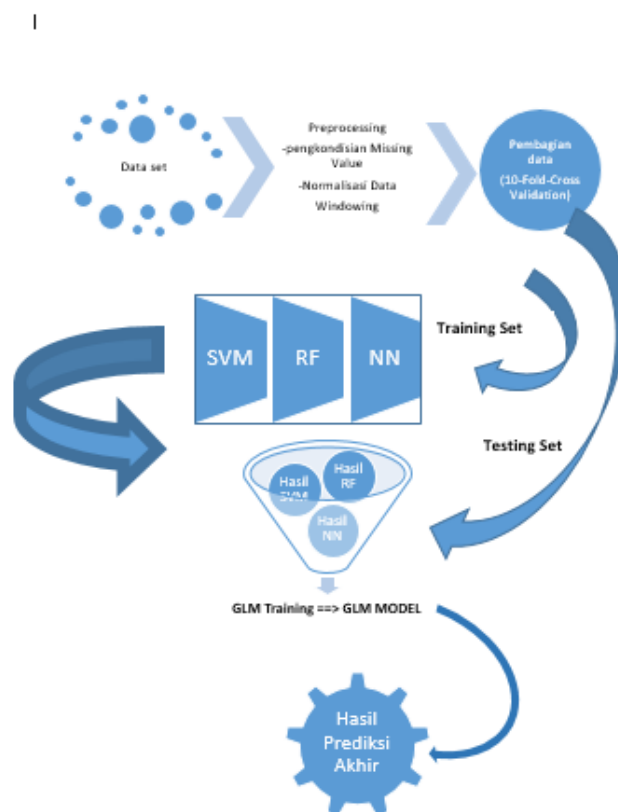 I
Data set
Preprocessing
-pengkondisian Missing
Value
-Normalisasi Data
Windowing
Pembagian
data
(10-Fold-Cross
Validation)
SVM
RF
NN
Training Set
Testing Set
Hasil
SVM
Hasil
RF
Hasil
NN
GLM Training ==> GLM MODEL
Hasil
Prediksi
Akhir